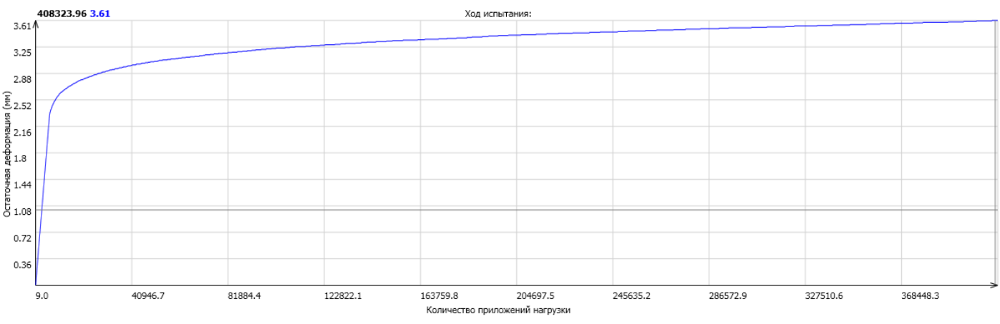 408323.96 3.61
Ход испытания:
3.61
3.25
2.88
2.52
2.16
1.8
1.44
1.08
0.72
0.36
Остаточная деформация (мм)
9.0 40946.7 81884.4 122822.1 163759.8 204697.5 245635.2 286572.9 327510.6 368448.3
Количество приложений нагрузки